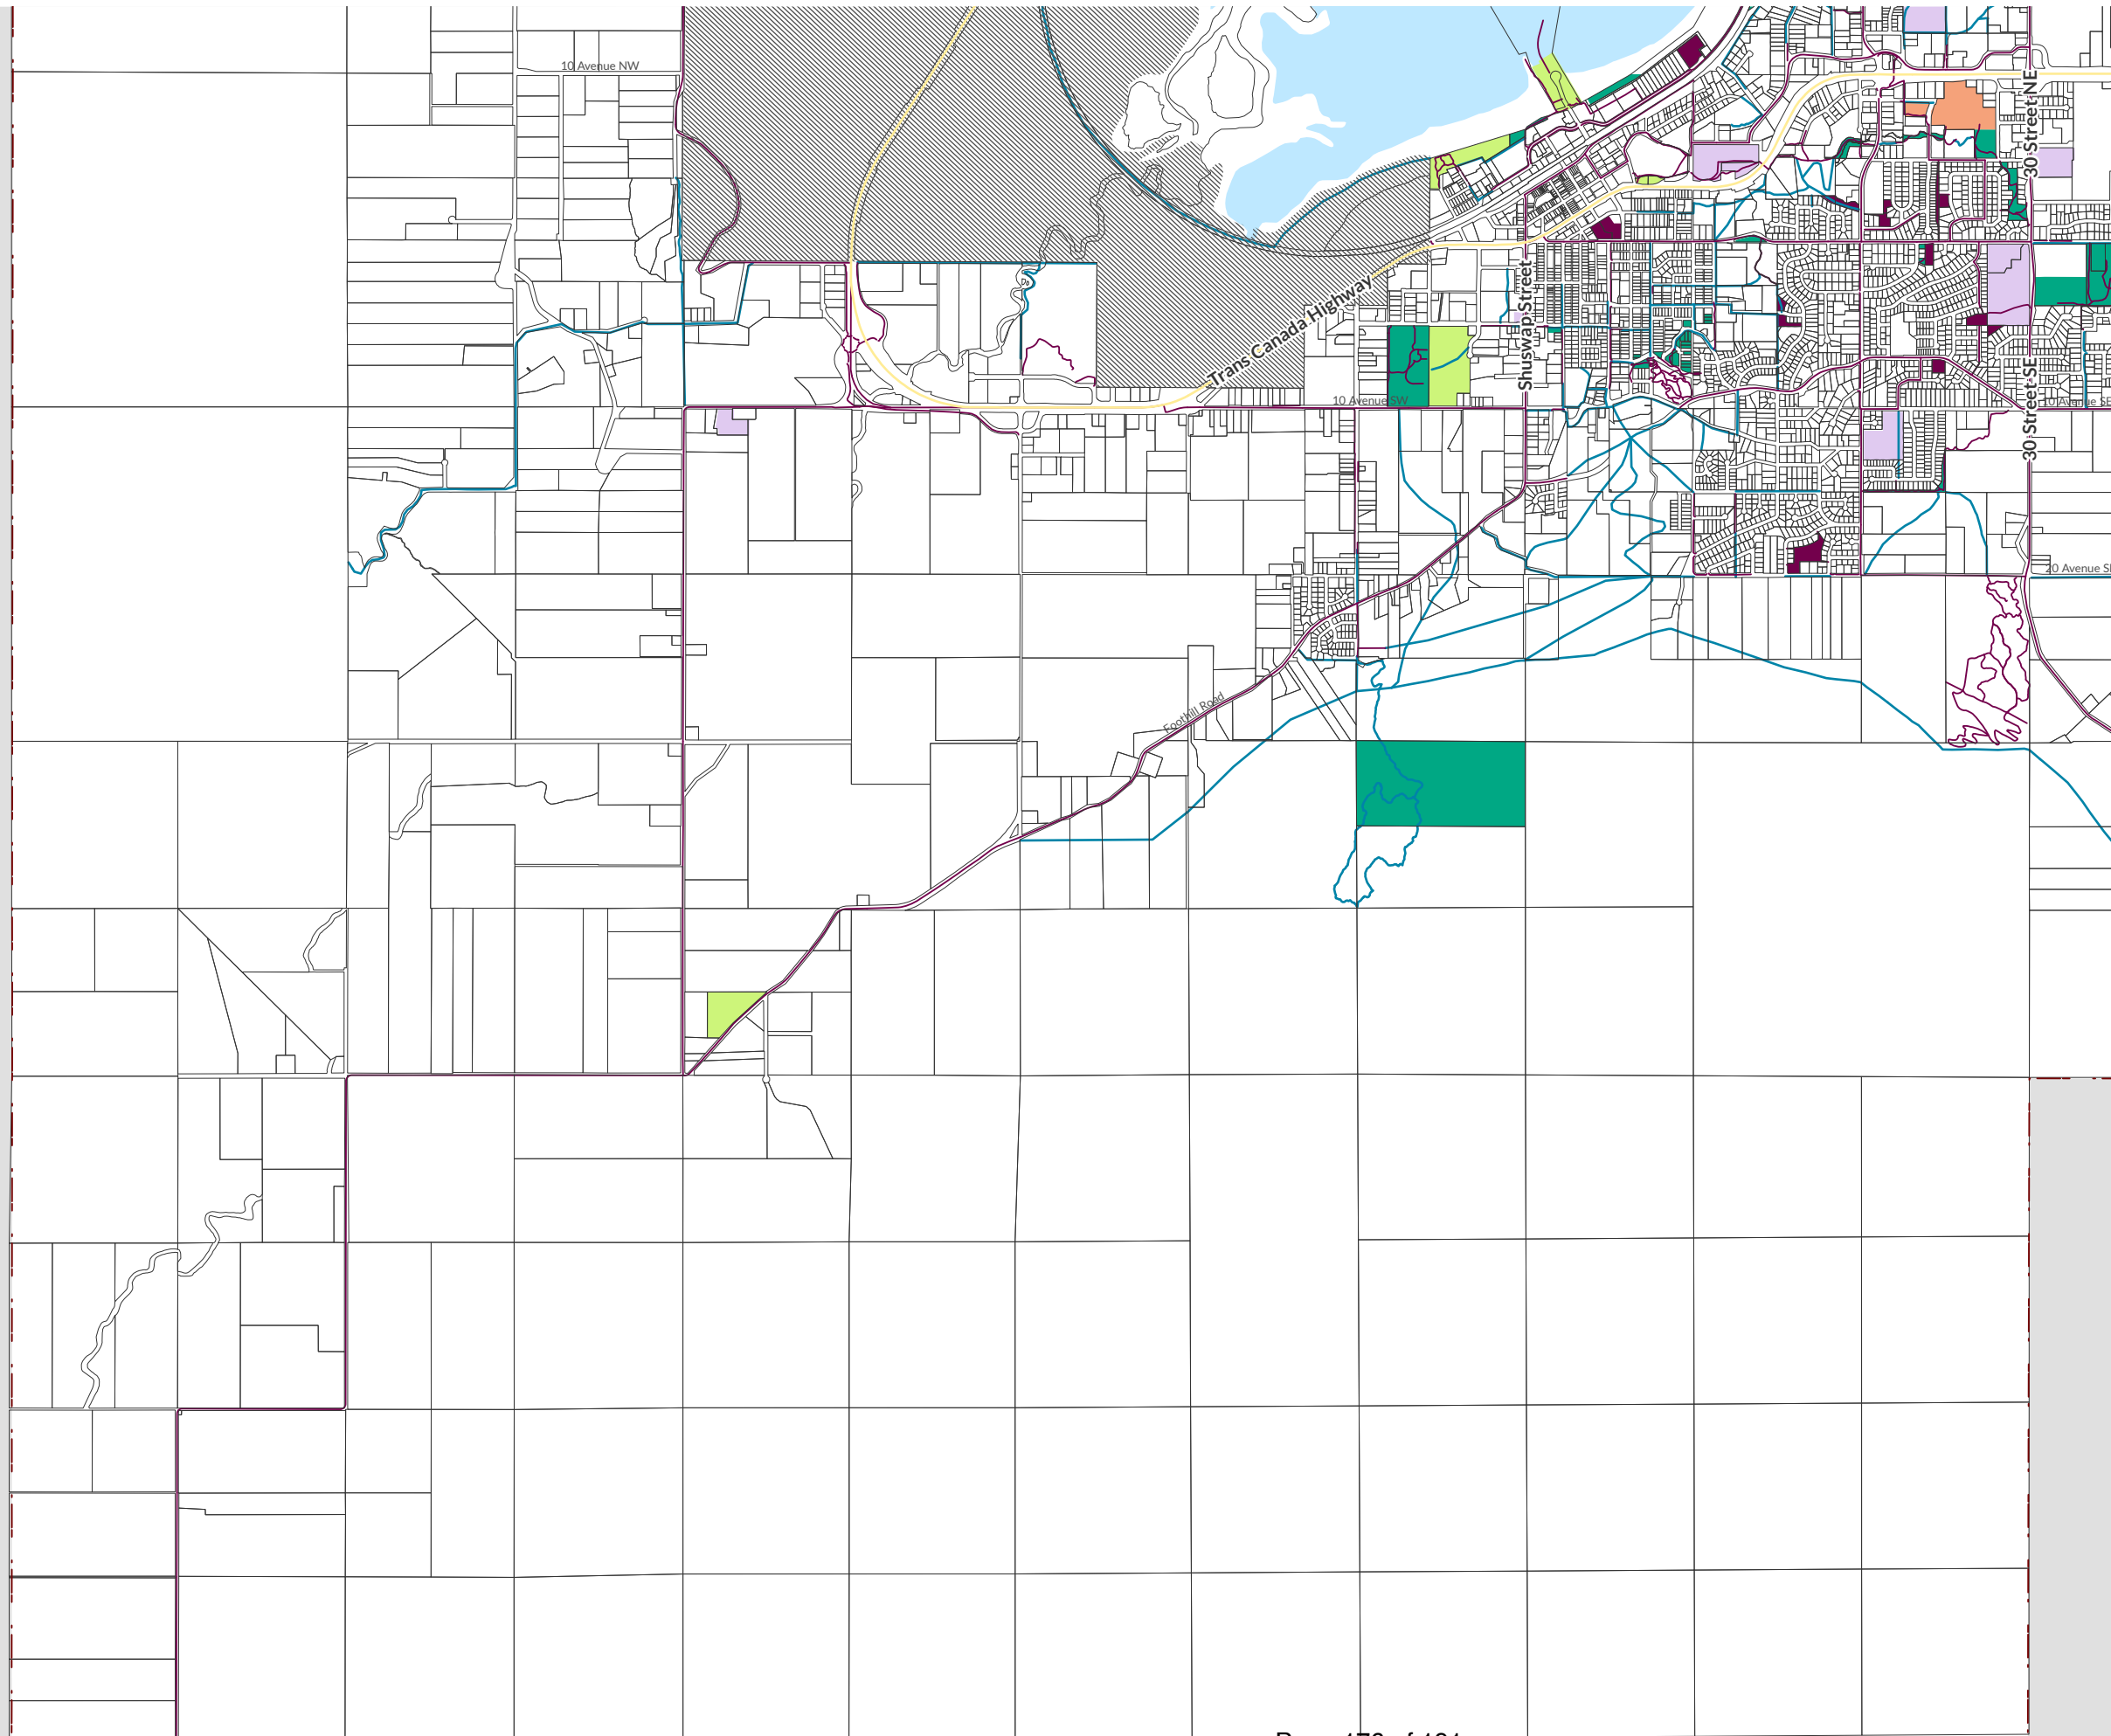 10 Avenue NW
30 Street NE
Trans Canada Highway
Shuswap Street
10 Avenue SW
10 Avenue SE
30 Street SE
20 Avenue
Foothill Road